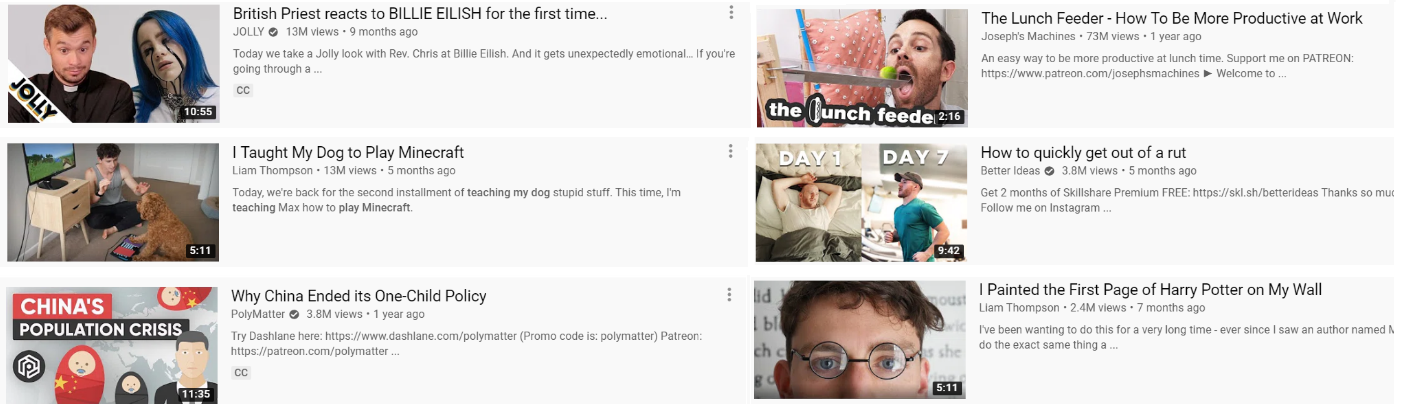 British Priest reacts to BILLIE EILISH for the first time...
JOLLY 13M views • 9 months ago
Today we take a Jolly look with Rev. Chris at Billie Eilish. And it gets unexpectedly emotional... If you're
going through a ...
CC
JOLLY
10:55
The Lunch Feeder - How To Be More Productive at Work
Joseph's Machines • 73M views • 1 year ago
An easy way to be more productive at lunch time. Support me on PATREON:
https://www.patreon.com/josephsmachines ► Welcome to ...
the lunch feede
2:16
I Taught My Dog to Play Minecraft
Liam Thompson • 13M views • 5 months ago
Today, we're back for the second installment of teaching my dog stupid stuff. This time, I'm
teaching Max how to play Minecraft.
5:11
How to quickly get out of a rut
Better Ideas 3.8M views • 5 months ago
Get 2 months of Skillshare Premium FREE: https://skl.sh/betterideas Thanks so muc
Follow me on Instagram ...
DAY 1 DAY 7
9:42
Why China Ended its One-Child Policy
PolyMatter 3.8M views • 1 year ago
Try Dashlane here: https://www.dashlane.com/polymatter (Promo code is: polymatter) Patreon:
https://patreon.com/polymatter ...
CC
CHINA'S
POPULATION CRISIS
11:35
I Painted the First Page of Harry Potter on My Wall
Liam Thompson • 2.4M views • 7 months ago
I've been wanting to do this for a very long time - ever since I saw an author named M
do the exact same thing a ...
5:11